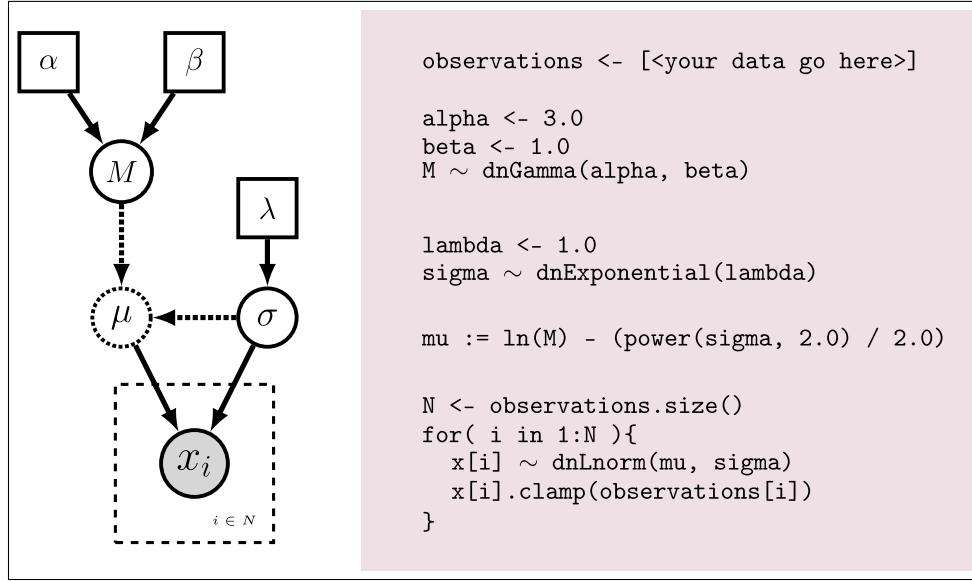 α
β
M
λ
μ
σ
x_i
i ∈ N
observations <- [<your data go here>]
alpha <- 3.0
beta <- 1.0
M ∼ dnGamma(alpha, beta)
lambda <- 1.0
sigma ∼ dnExponential(lambda)
mu := ln(M) - (power(sigma, 2.0) / 2.0)
N <- observations.size()
for( i in 1:N ){
x[i] ∼ dnLnorm(mu, sigma)
x[i].clamp(observations[i])
}